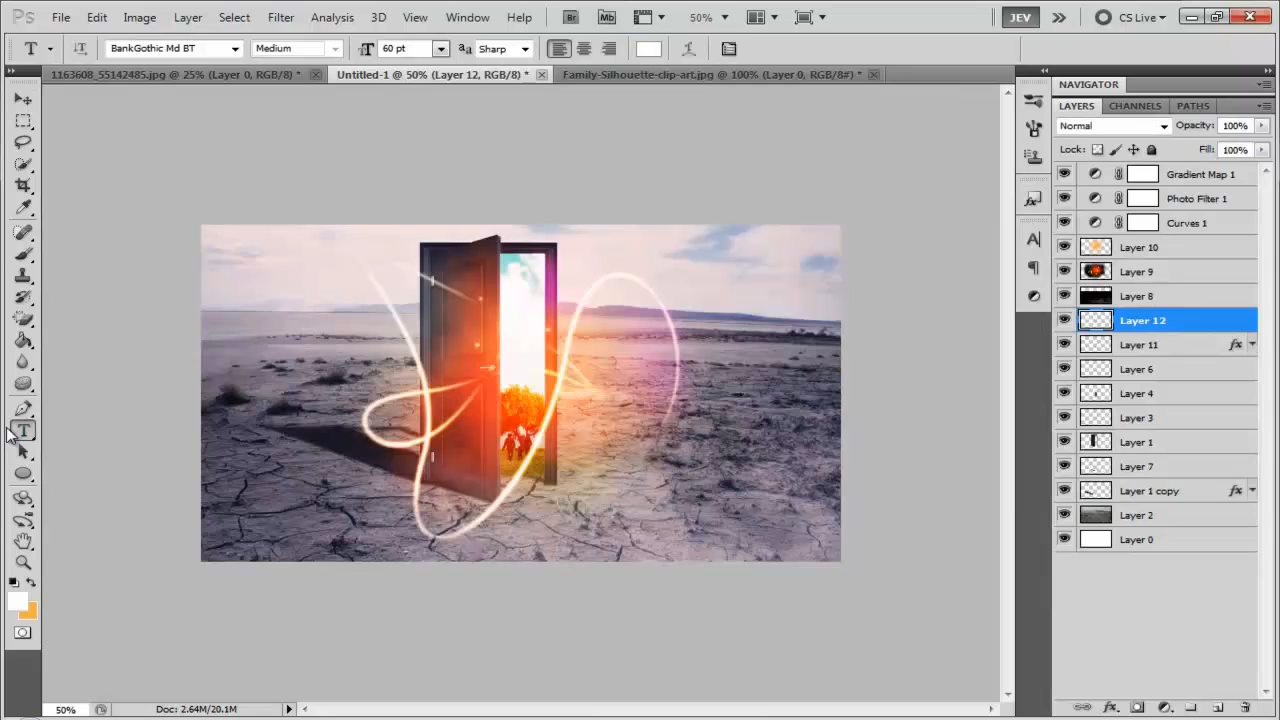 Ps File Edit Image Layer Select Filter Analysis 3D View Window Help Br Mb 50% JEV CS Live
T BankGothic Md BT Medium 60 pt aa Sharp
1163608_55142485.jpg @ 25% (Layer 0, RGB/8) * Untitled-1 @ 50% (Layer 12, RGB/8) * Family-Silhouette-clip-art.jpg @ 100% (Layer 0, RGB/8#) *
NAVIGATOR
LAYERS CHANNELS PATHS
Normal Opacity: 100%
Lock: Fill: 100%
Gradient Map 1
Photo Filter 1
Curves 1
Layer 10
Layer 9
Layer 8
Layer 12
Layer 11 fx
Layer 6
Layer 4
Layer 3
Layer 1
Layer 7
Layer 1 copy fx
Layer 2
Layer 0
50% Doc: 2.64M/20.1M